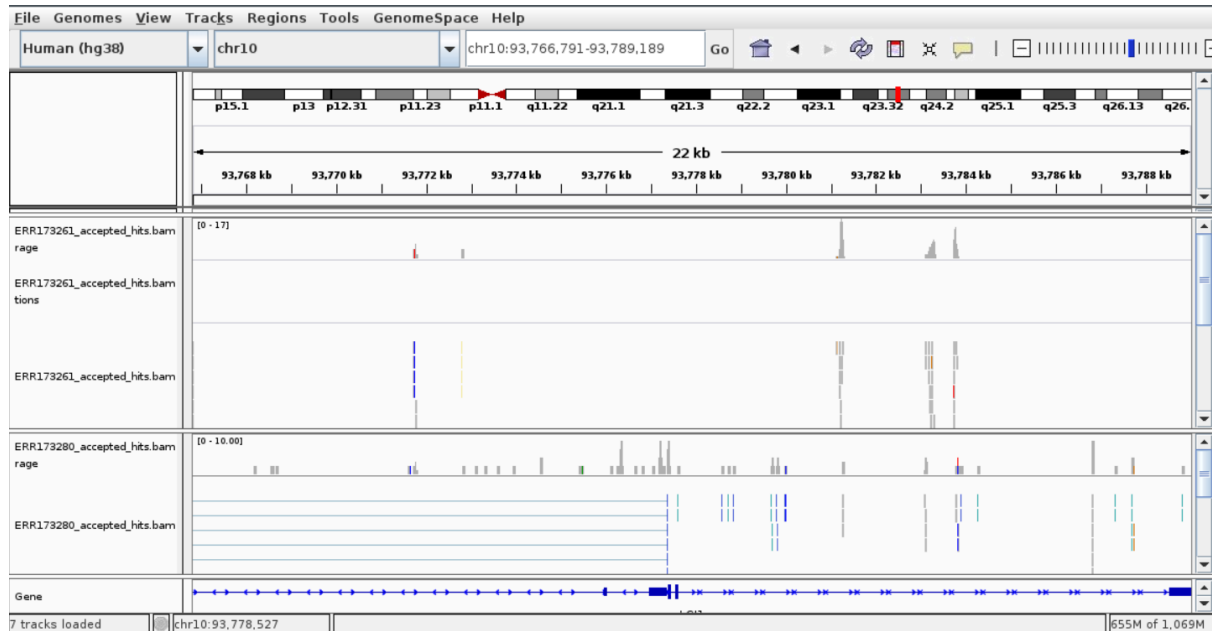 File Genomes View Tracks Regions Tools GenomeSpace Help
Human (hg38) chr10 chr10:93,766,791-93,789,189 Go
p15.1 p13 p12.31 p11.23 p11.1 q11.22 q21.1 q21.3 q22.2 q23.1 q23.32 q24.2 q25.1 q25.3 q26.13 q26.
22 kb
93,768 kb 93,770 kb 93,772 kb 93,774 kb 93,776 kb 93,778 kb 93,780 kb 93,782 kb 93,784 kb 93,786 kb 93,788 kb
ERR173261_accepted_hits.bam
rage
[0 - 17]
ERR173261_accepted_hits.bam
tions
ERR173261_accepted_hits.bam
ERR173280_accepted_hits.bam
rage
[0 - 10.00]
ERR173280_accepted_hits.bam
Gene
7 tracks loaded chr10:93,778,527 655M of 1,069M